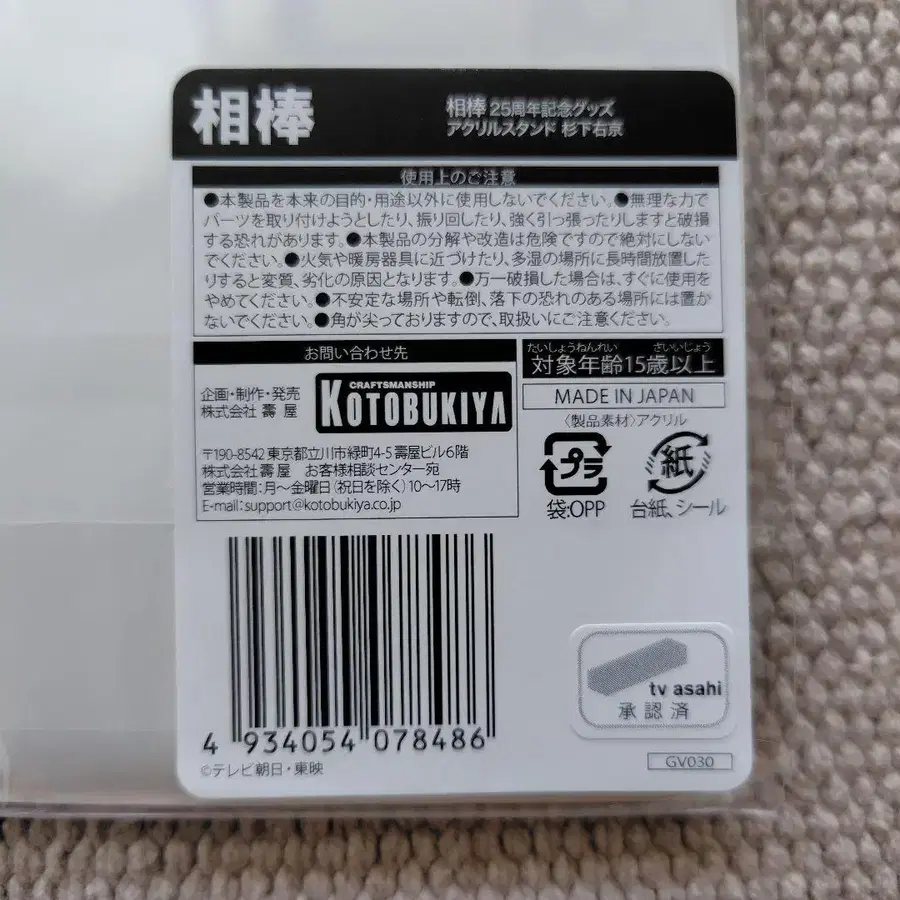 相棒
相棒 25周年記念グッズ
アクリルスタンド 杉下右京
使用上のご注意
●本製品を本来の目的・用途以外に使用しないでください。●無理な力で
パーツを取り付けようとしたり、振り回したり、強く引っ張ったりしますと破損
する恐れがあります。●本製品の分解や改造は危険ですので絶対にしない
でください。●火気や暖房器具に近づけたり、多湿の場所に長時間放置した
りすると変質、劣化の原因となります。●万一破損した場合は、すぐに使用を
やめてください。●不安定な場所や転倒、落下の恐れのある場所には置か
ないでください。●角が尖っておりますので、取扱いにご注意ください。
お問い合わせ先
企画・制作・発売
株式会社 壽 屋
CRAFTSMANSHIP
KOTOBUKIYA
〒190-8542 東京都立川市緑町4-5 壽屋ビル6階
株式会社 壽 屋 お客様相談センター宛
営業時間:月～金曜日(祝日を除く)10～17時
E-mail:support@kotobukiya.co.jp
たいしょうねんれい さいいじょう
対象年齢15歳以上
MADE IN JAPAN
〈製品素材〉アクリル
プラ
袋:OPP
紙
台紙、シール
4 934054 078486
©テレビ朝日・東映
tv asahi
承認済
GV030